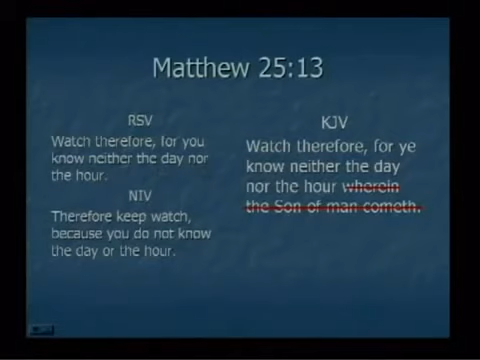 Matthew 25:13
RSV
Watch therefore, for you
know neither the day nor
the hour.
NIV
Therefore keep watch,
because you do not know
the day or the hour.
KJV
Watch therefore, for ye
know neither the day
nor the hour wherein
the Son of man cometh.